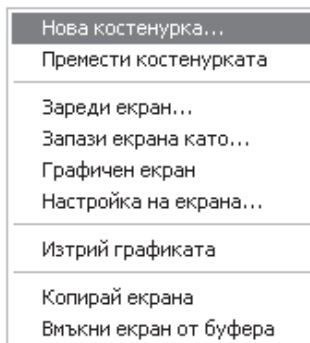 Нова костенурка...
Премести костенурката
Зареди екран...
Запази екрана като...
Графичен екран
Настройка на екрана...
Изтрий графиката
Копирай екрана
Вмъкни екран от буфера